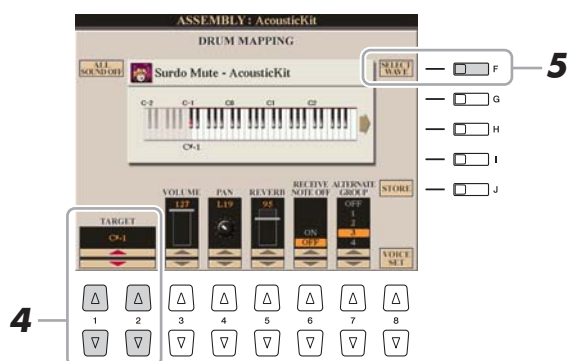 ASSEMBLY : AcousticKit
DRUM MAPPING
ALL
SOUND OFF
Surdo Mute - AcousticKit
SELECT
WAVE
F
5
G
C-2 C-1 C0 C1 C2
H
C#-1
I
STORE
J
VOLUME PAN REVERB RECEIVE NOTE OFF ALTERNATE GROUP
127 L19 95 OFF
1
2
TARGET
C#-1
ON 3
OFF 4
VOICE
SET
4
1 2 3 4 5 6 7 8